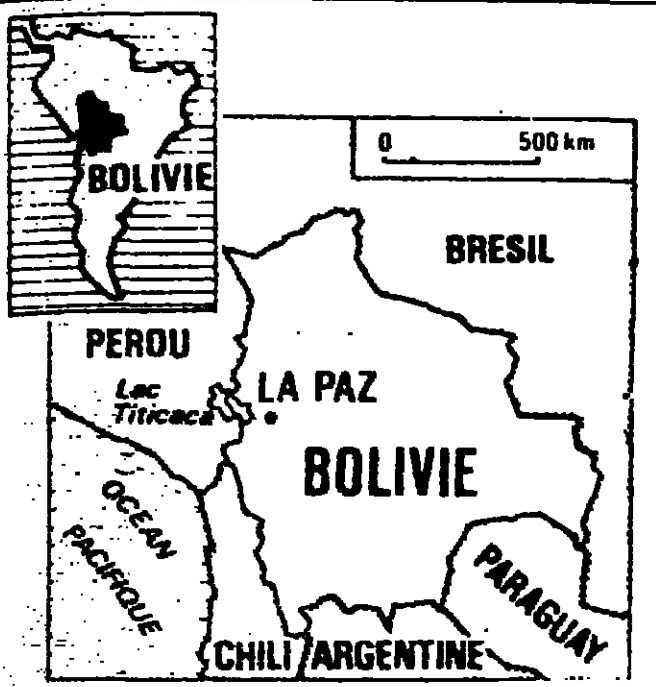 BOLIVIE
0 500 km
BRESIL
PEROU
Lac
Titicaca
LA PAZ
BOLIVIE
OCEAN
PACIFIQUE
PARAGUAY
CHILI
ARGENTINE